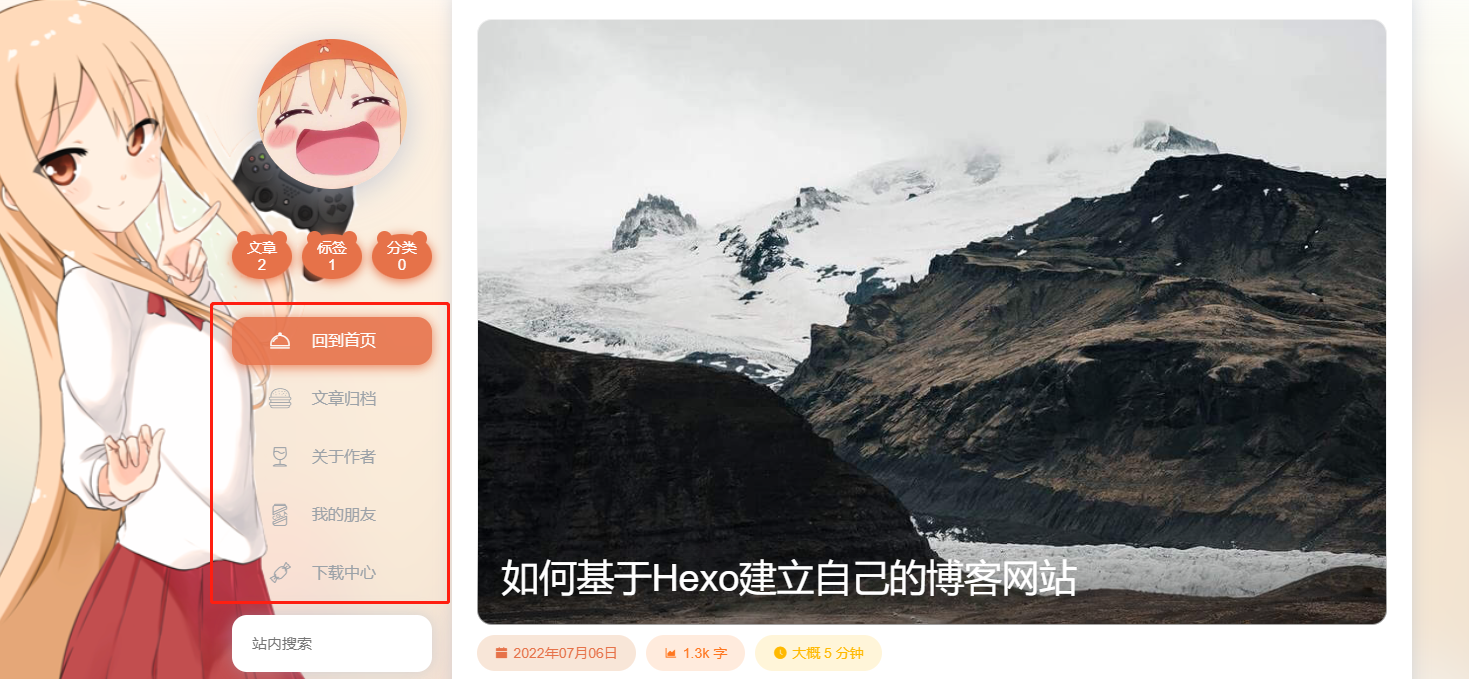 文章
2
标签
1
分类
0
回到首页
文章归档
关于作者
我的朋友
下载中心
站内搜索
如何基于Hexo建立自己的博客网站
2022年07月06日
1.3k 字
大概 5 分钟